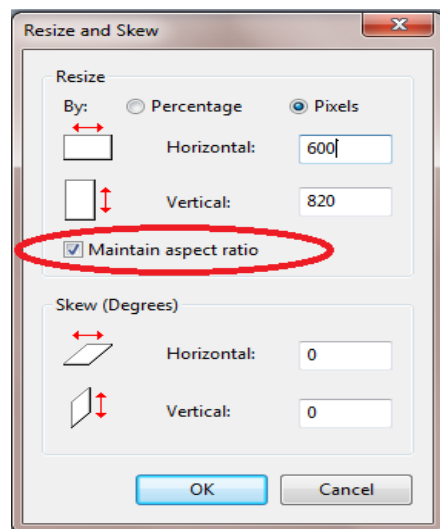 Resize and Skew
Resize
By: Percentage Pixels
Horizontal: 600
Vertical: 820
Maintain aspect ratio
Skew (Degrees)
Horizontal: 0
Vertical: 0
OK Cancel